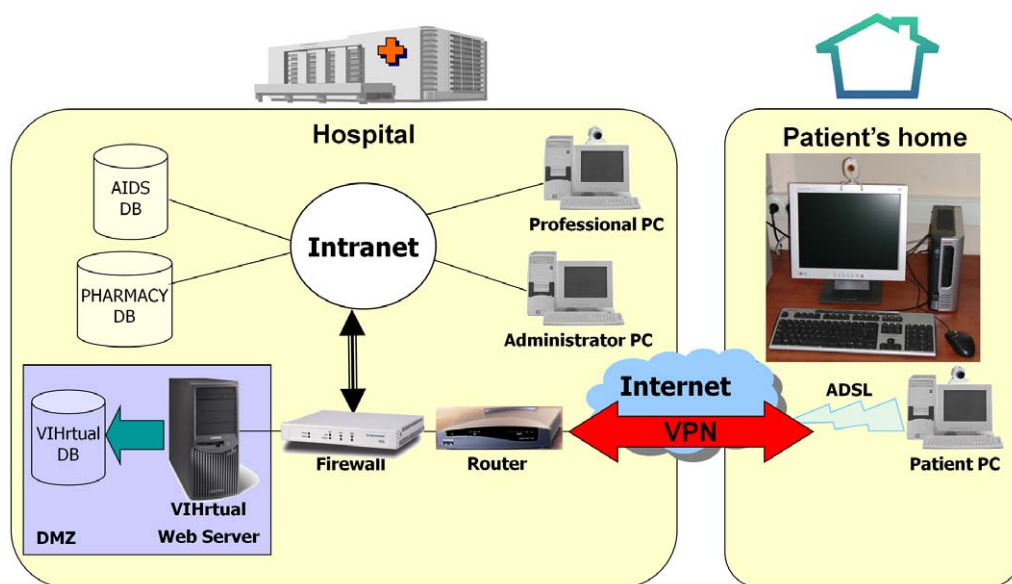 Hospital
Patient's home
AIDS
DB
Professional PC
Intranet
PHARMACY
DB
Administrator PC
Internet
ADSL
VPN
VIHrtual
DB
Firewall
Router
Patient PC
VIHrtual
DMZ Web Server